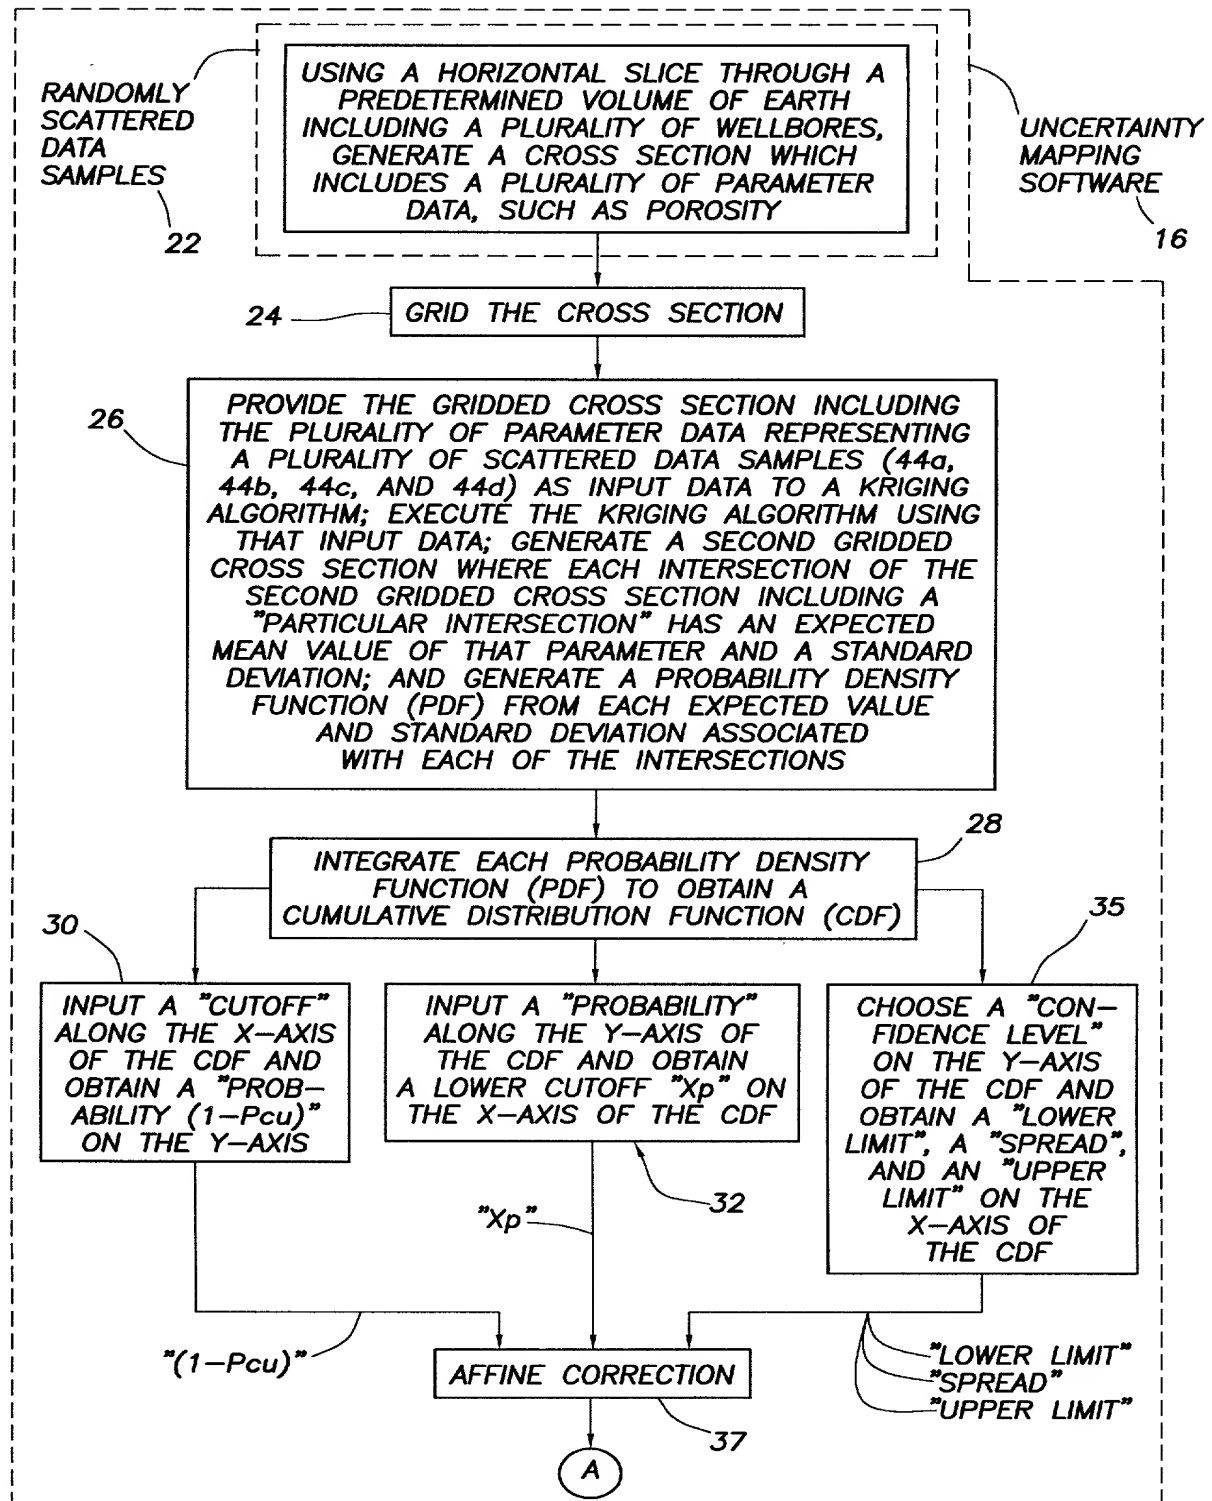 RANDOMLY
SCATTERED
DATA
SAMPLES
22
USING A HORIZONTAL SLICE THROUGH A
PREDETERMINED VOLUME OF EARTH
INCLUDING A PLURALITY OF WELLBORES,
GENERATE A CROSS SECTION WHICH
INCLUDES A PLURALITY OF PARAMETER
DATA, SUCH AS POROSITY
UNCERTAINTY
MAPPING
SOFTWARE
16
24
GRID THE CROSS SECTION
26
PROVIDE THE GRIDDED CROSS SECTION INCLUDING
THE PLURALITY OF PARAMETER DATA REPRESENTING
A PLURALITY OF SCATTERED DATA SAMPLES (44a,
44b, 44c, AND 44d) AS INPUT DATA TO A KRIGING
ALGORITHM; EXECUTE THE KRIGING ALGORITHM USING
THAT INPUT DATA; GENERATE A SECOND GRIDDED
CROSS SECTION WHERE EACH INTERSECTION OF THE
SECOND GRIDDED CROSS SECTION INCLUDING A
"PARTICULAR INTERSECTION" HAS AN EXPECTED
MEAN VALUE OF THAT PARAMETER AND A STANDARD
DEVIATION; AND GENERATE A PROBABILITY DENSITY
FUNCTION (PDF) FROM EACH EXPECTED VALUE
AND STANDARD DEVIATION ASSOCIATED
WITH EACH OF THE INTERSECTIONS
28
INTEGRATE EACH PROBABILITY DENSITY
FUNCTION (PDF) TO OBTAIN A
CUMULATIVE DISTRIBUTION FUNCTION (CDF)
30
INPUT A "CUTOFF"
ALONG THE X-AXIS
OF THE CDF AND
OBTAIN A "PROB-
ABILITY (1-Pcu)"
ON THE Y-AXIS
INPUT A "PROBABILITY"
ALONG THE Y-AXIS OF
THE CDF AND OBTAIN
A LOWER CUTOFF "Xp" ON
THE X-AXIS OF THE CDF
32
35
CHOOSE A "CON-
FIDENCE LEVEL"
ON THE Y-AXIS
OF THE CDF AND
OBTAIN A "LOWER
LIMIT", A "SPREAD",
AND AN "UPPER
LIMIT" ON THE
X-AXIS OF
THE CDF
"Xp"
"(1-Pcu)"
"LOWER LIMIT"
"SPREAD"
"UPPER LIMIT"
AFFINE CORRECTION
37
A